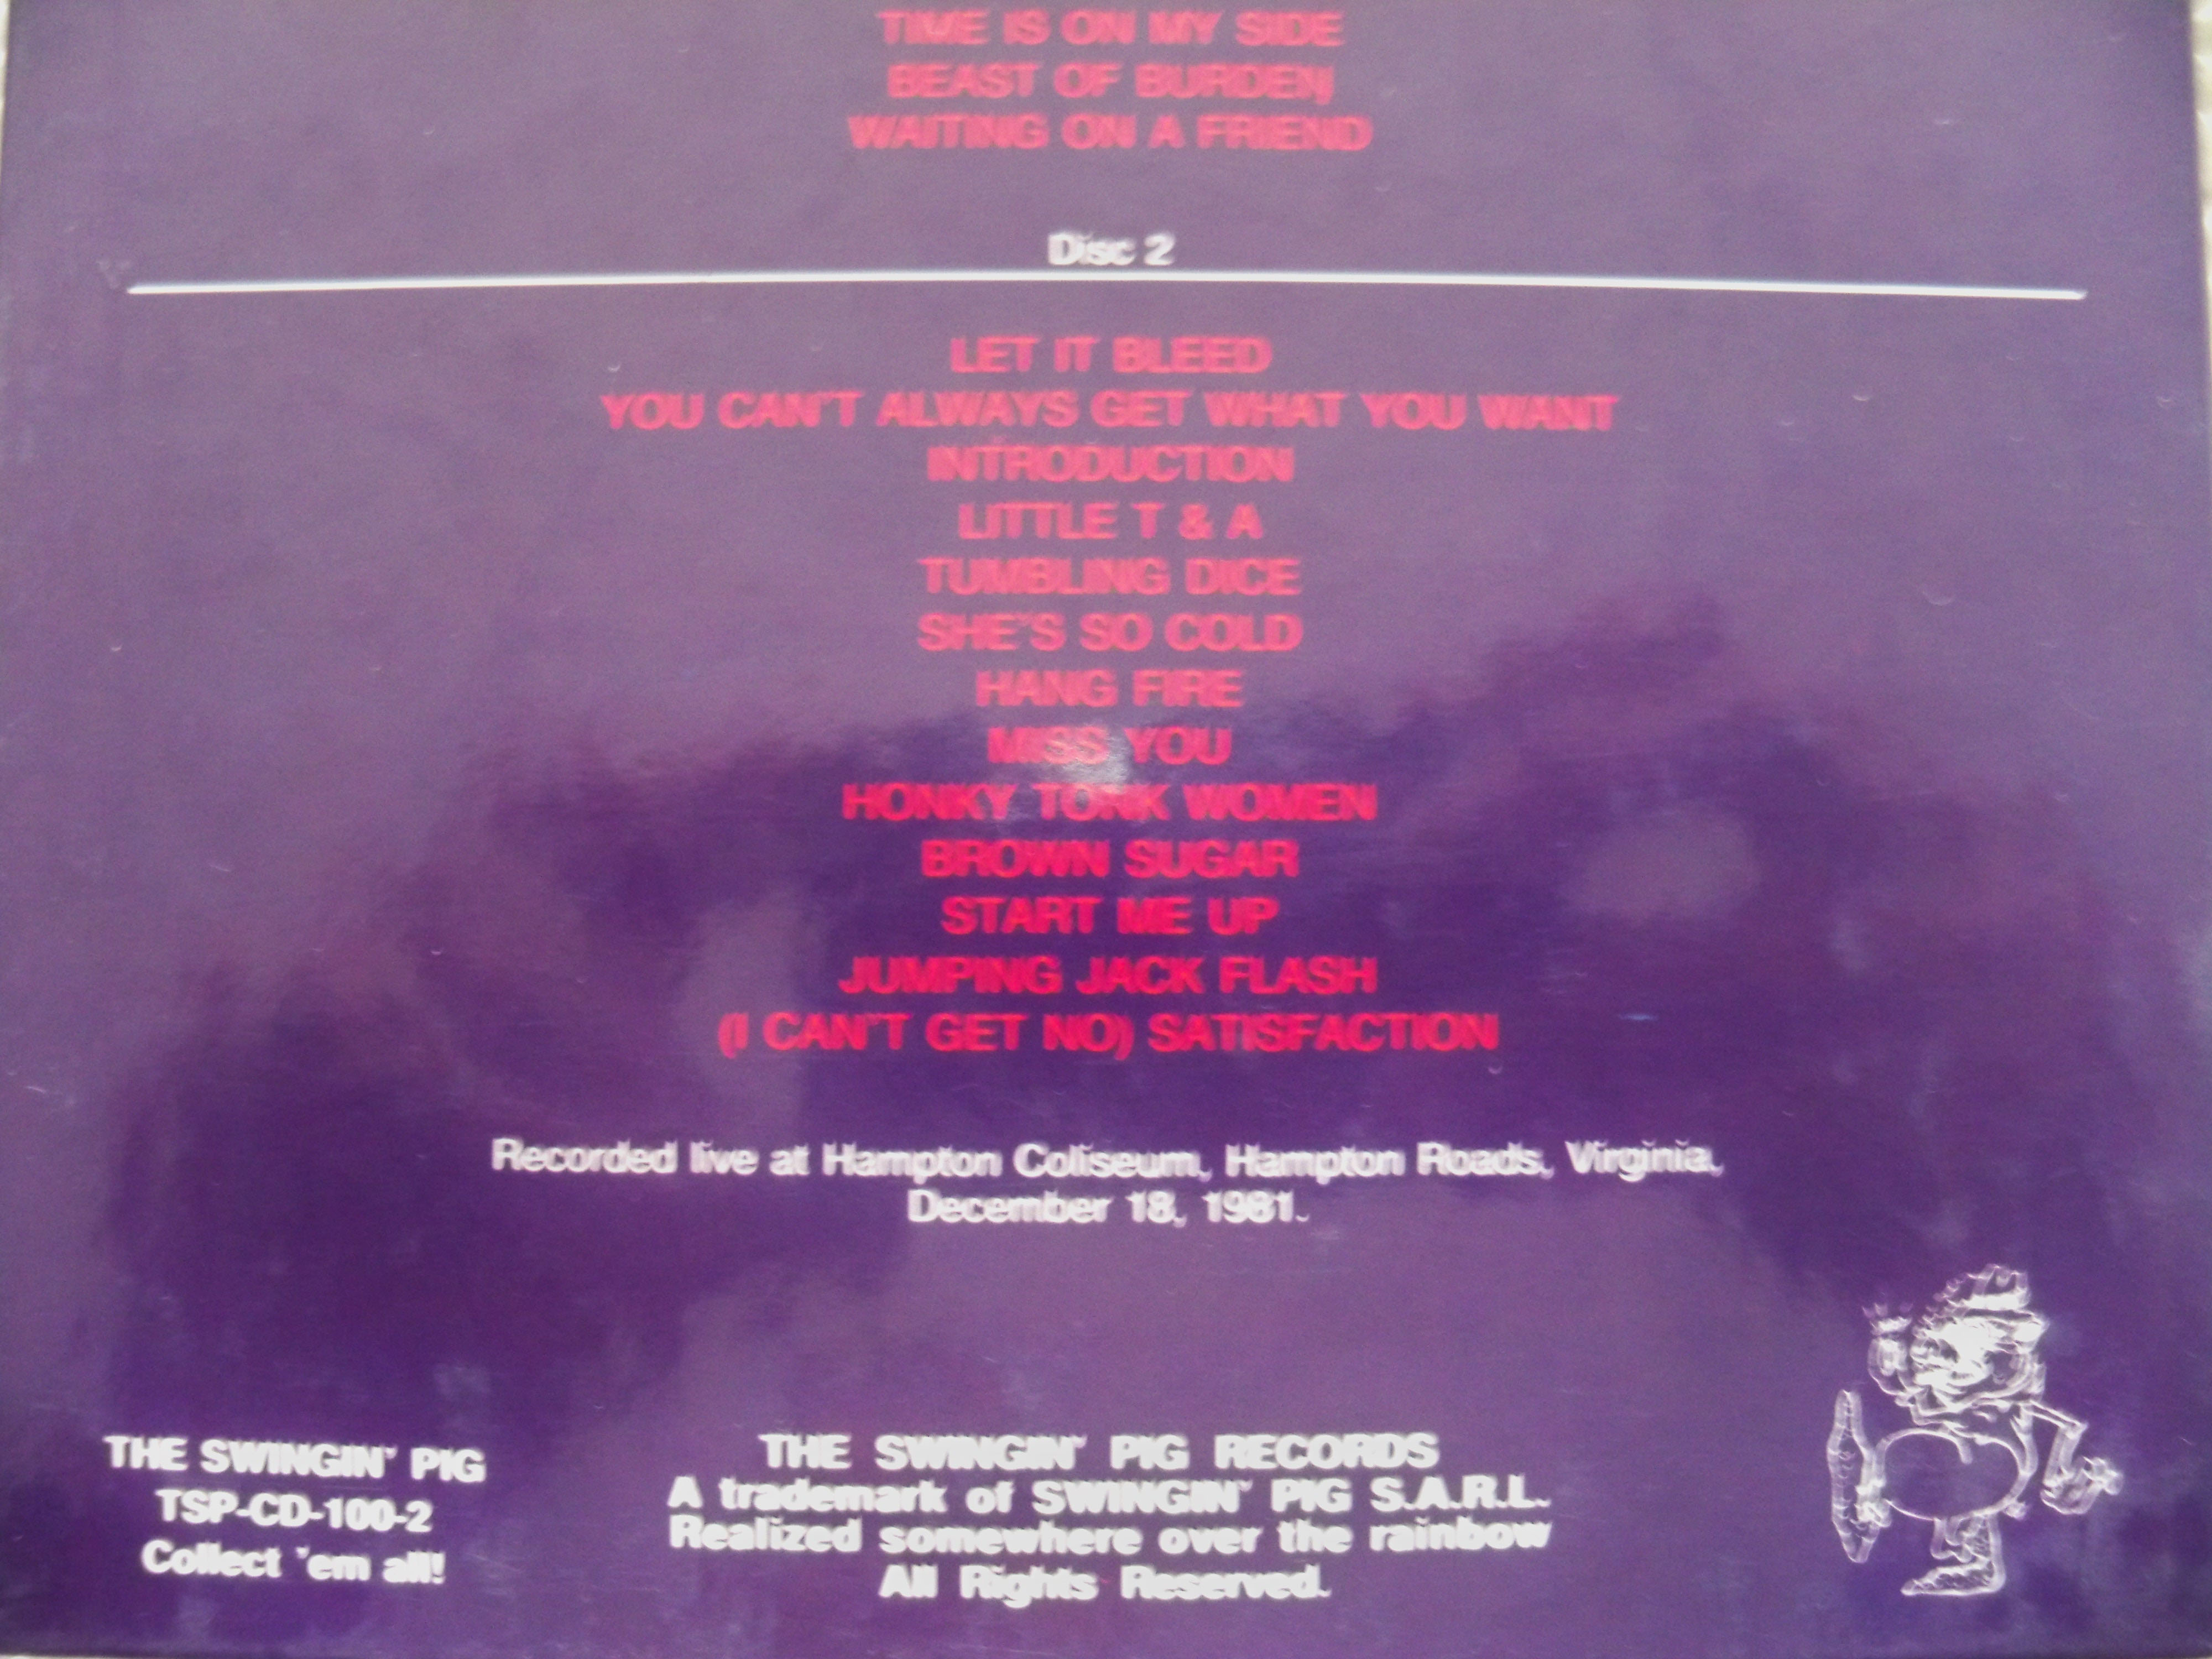 TIME IS ON MY SIDE
BEAST OF BURDEN
WAITING ON A FRIEND
Disc 2
LET IT BLEED
YOU CAN'T ALWAYS GET WHAT YOU WANT
INTRODUCTION
LITTLE T & A
TUMBLING DICE
SHE'S SO COLD
HANG FIRE
MISS YOU
HONKY TONK WOMEN
BROWN SUGAR
START ME UP
JUMPING JACK FLASH
(I CAN'T GET NO) SATISFACTION
Recorded live at Hampton Coliseum, Hampton Roads, Virginia,
December 18, 1981.
THE SWINGIN' PIG
TSP-CD-100-2
Collect 'em all!
THE SWINGIN' PIG RECORDS
A trademark of SWINGIN' PIG S.A.R.L.
Realized somewhere over the rainbow
All Rights Reserved.